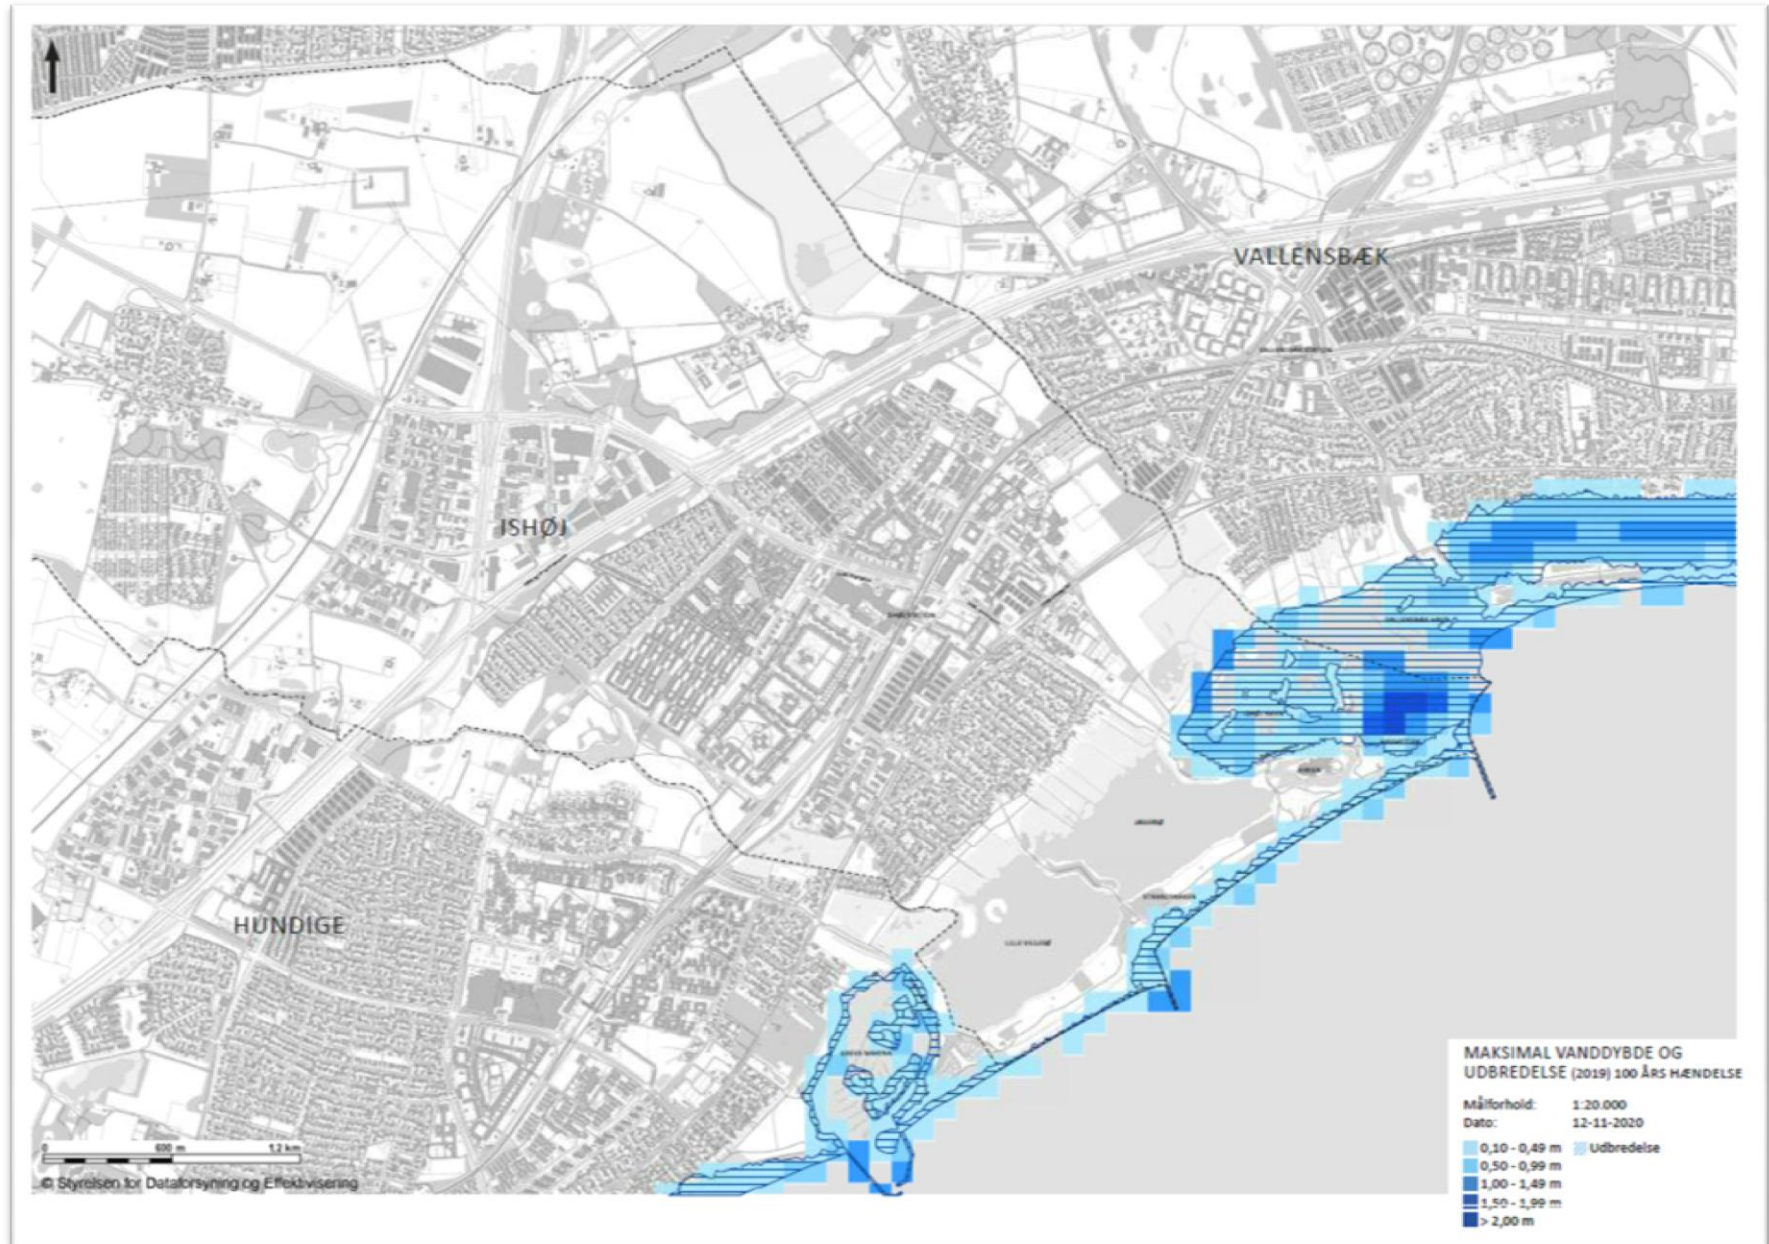 VALLENSBÆK
ISHØJ
HUNDIGE
MAKSIMAL VANDDYBDE OG
UDBREDELSE (2019) 100 ÅRS HÆNDELSE
Målforhold: 1:20.000
Dato: 12-11-2020
0,10 - 0,49 m Udbredelse
0,50 - 0,99 m
1,00 - 1,49 m
1,50 - 1,99 m
> 2,00 m
0 600 m 1,2 km
© Styrelsen for Dataforsyning og Effektivisering